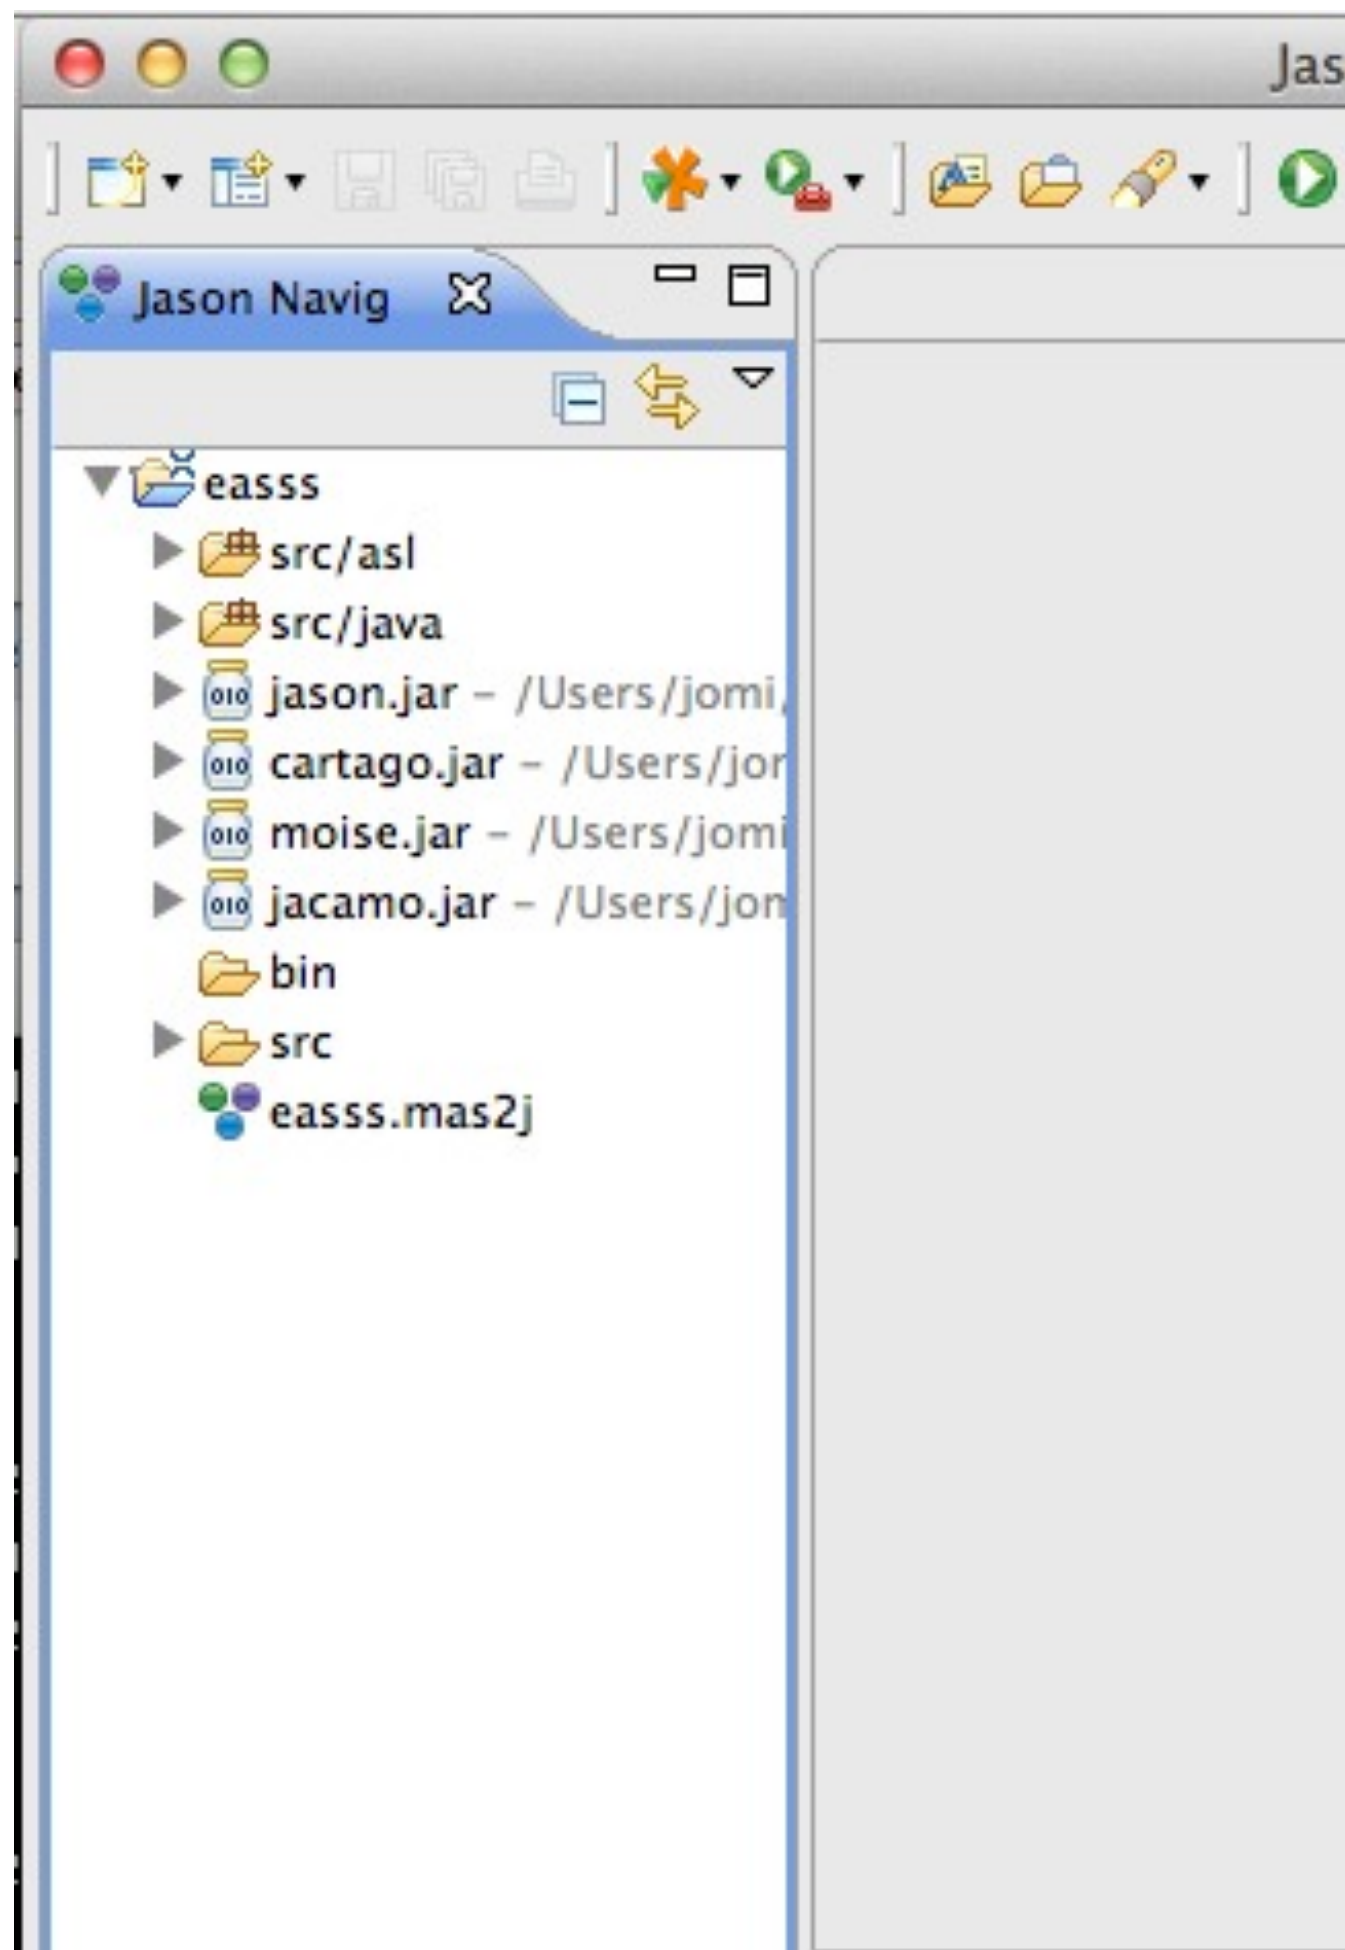 Jas
Jason Navig
easss
src/asl
src/java
jason.jar – /Users/jomi/
cartago.jar – /Users/jor
moise.jar – /Users/jomi
jacamo.jar – /Users/jon
bin
src
easss.mas2j